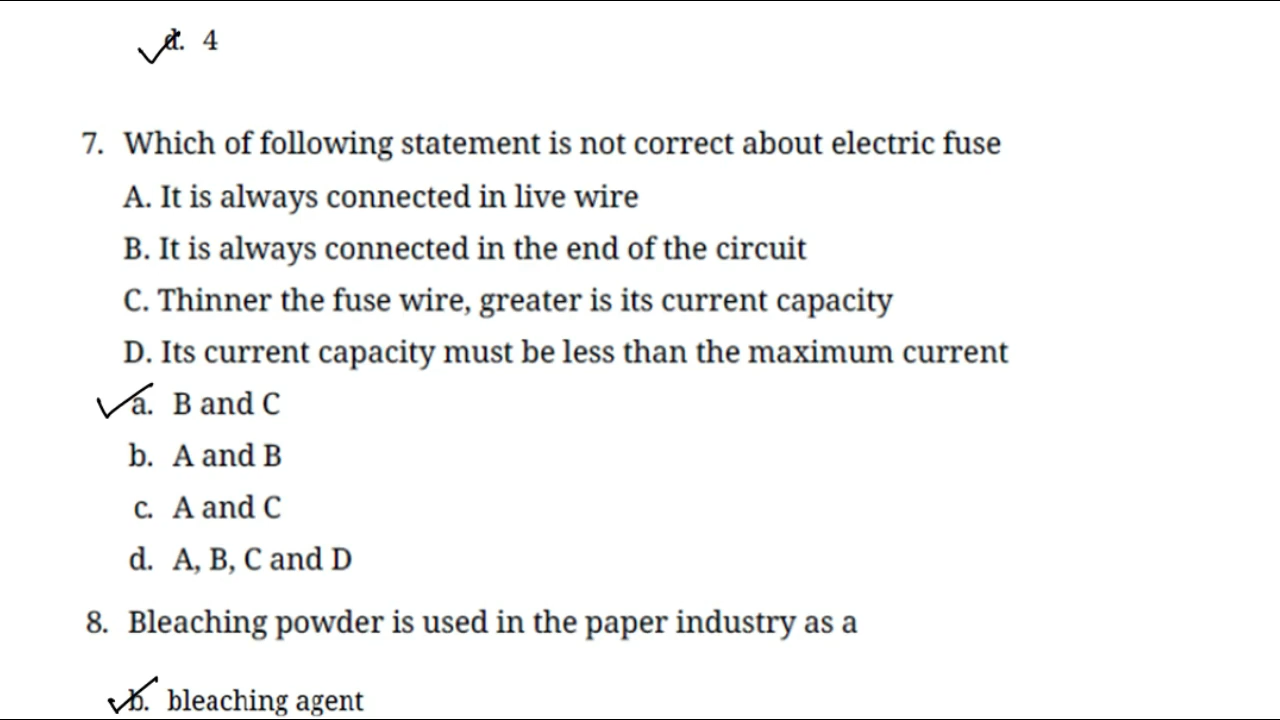 d. 4
7. Which of following statement is not correct about electric fuse
A. It is always connected in live wire
B. It is always connected in the end of the circuit
C. Thinner the fuse wire, greater is its current capacity
D. Its current capacity must be less than the maximum current
a. B and C
b. A and B
c. A and C
d. A, B, C and D
8. Bleaching powder is used in the paper industry as a
b. bleaching agent